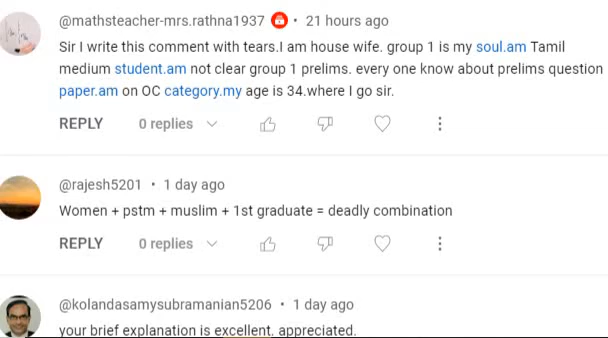 @mathsteacher-mrs.rathna1937 • 21 hours ago
Sir I write this comment with tears.I am house wife. group 1 is my soul.am Tamil
medium student.am not clear group 1 prelims. every one know about prelims question
paper.am on OC category.my age is 34.where I go sir.
REPLY 0 replies
@rajesh5201 • 1 day ago
Women + pstm + muslim + 1st graduate = deadly combination
REPLY 0 replies
@kolandasamysubramanian5206 • 1 day ago
your brief explanation is excellent. appreciated.